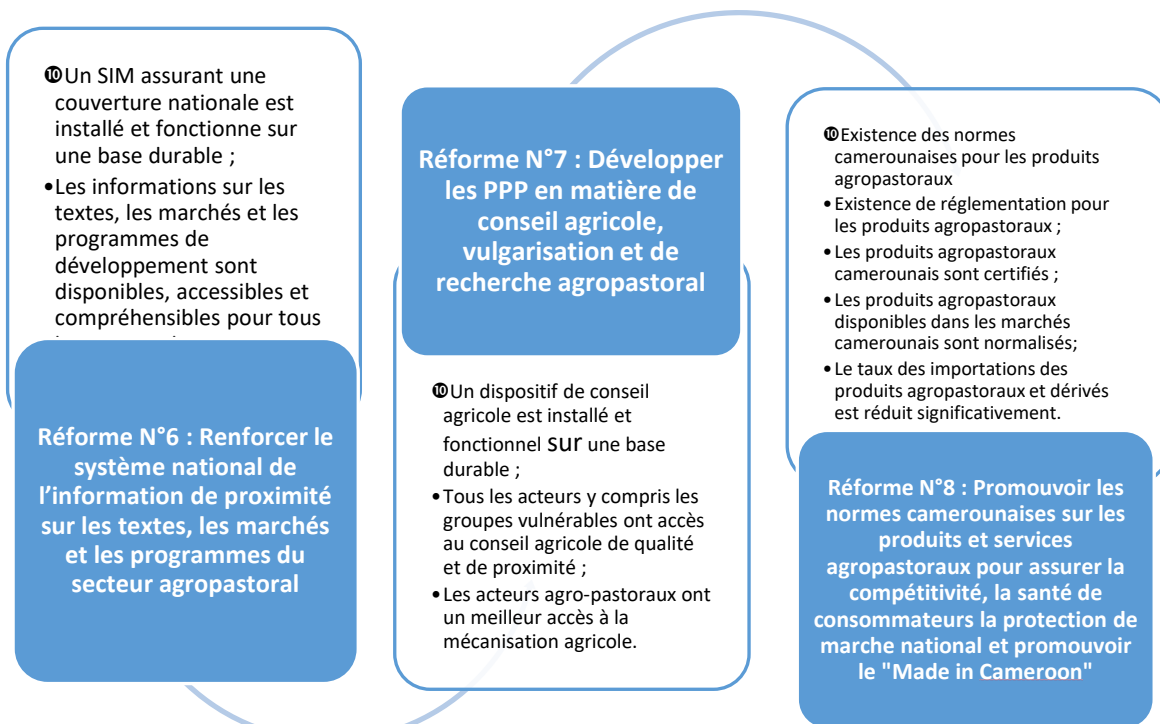 ❿Un SIM assurant une
couverture nationale est
installé et fonctionne sur
une base durable ;
•Les informations sur les
textes, les marchés et les
programmes de
développement sont
disponibles, accessibles et
compréhensibles pour tous
Réforme N°6 : Renforcer le
système national de
l’information de proximité
sur les textes, les marchés
et les programmes du
secteur agropastoral
Réforme N°7 : Développer
les PPP en matière de
conseil agricole,
vulgarisation et de
recherche agropastoral
❿Un dispositif de conseil
agricole est installé et
fonctionnel sur une base
durable ;
•Tous les acteurs y compris les
groupes vulnérables ont accès
au conseil agricole de qualité
et de proximité ;
•Les acteurs agro-pastoraux ont
un meilleur accès à la
mécanisation agricole.
❿Existence des normes
camerounaises pour les produits
agropastoraux
•Existence de réglementation pour
les produits agropastoraux ;
•Les produits agropastoraux
camerounais sont certifiés ;
•Les produits agropastoraux
disponibles dans les marchés
camerounais sont normalisés;
•Le taux des importations des
produits agropastoraux et dérivés
est réduit significativement.
Réforme N°8 : Promouvoir les
normes camerounaises sur les
produits et services
agropastoraux pour assurer la
compétitivité, la santé de
consommateurs la protection de
marche national et promouvoir
le "Made in Cameroon"